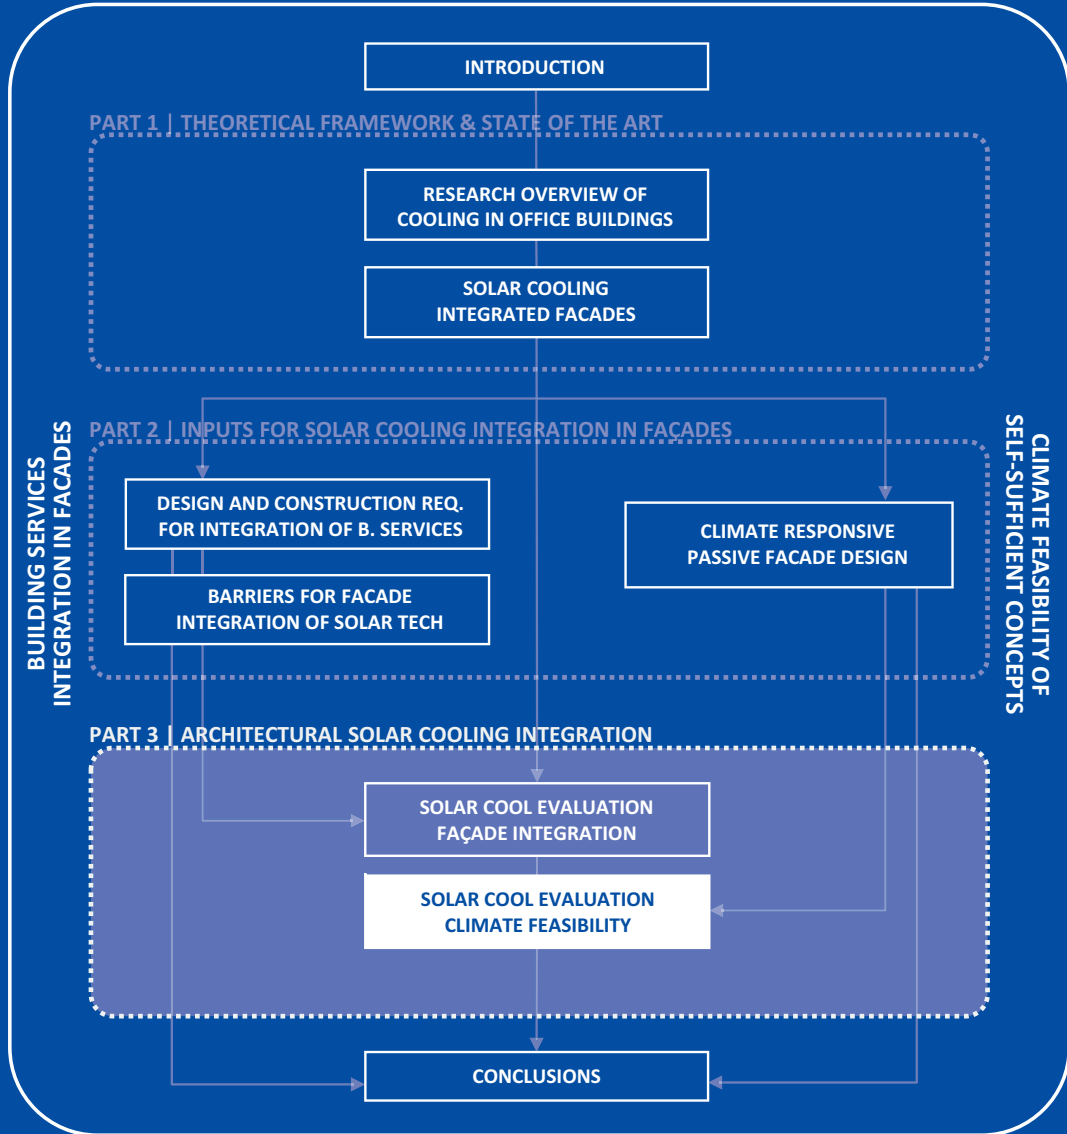 INTRODUCTION
PART 1 | THEORETICAL FRAMEWORK & STATE OF THE ART
RESEARCH OVERVIEW OF
COOLING IN OFFICE BUILDINGS
SOLAR COOLING
INTEGRATED FACADES
BUILDING SERVICES
INTEGRATION IN FACADES
PART 2 | INPUTS FOR SOLAR COOLING INTEGRATION IN FAÇADES
DESIGN AND CONSTRUCTION REQ.
FOR INTEGRATION OF B. SERVICES
BARRIERS FOR FACADE
INTEGRATION OF SOLAR TECH
CLIMATE RESPONSIVE
PASSIVE FACADE DESIGN
CLIMATE FEASIBILITY OF
SELF-SUFFICIENT CONCEPTS
PART 3 | ARCHITECTURAL SOLAR COOLING INTEGRATION
SOLAR COOL EVALUATION
FAÇADE INTEGRATION
SOLAR COOL EVALUATION
CLIMATE FEASIBILITY
CONCLUSIONS